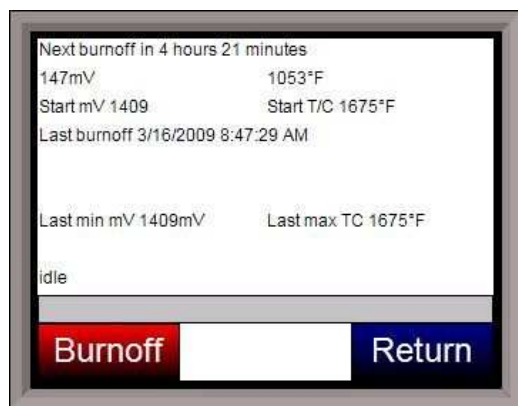 Next burnoff in 4 hours 21 minutes
147mV 1053°F
Start mV 1409 Start T/C 1675°F
Last burnoff 3/16/2009 8:47:29 AM
Last min mV 1409mV Last max TC 1675°F
idle
Burnoff Return